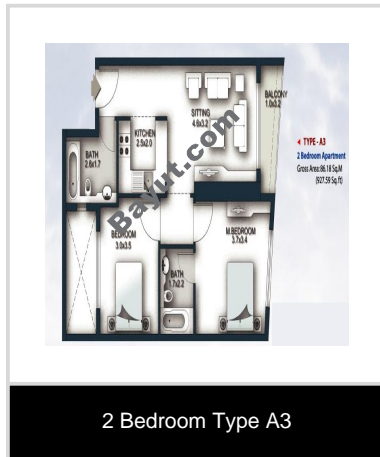 BALCONY
1.0x3.2
SITTING
4.6x3.2
KITCHEN
2.5x2.0
BATH
2.6x1.7
TYPE - A3
2 Bedroom Apartment
Gross Area: 86.18 Sq.M
(927.59 Sq.ft)
Bayut.com
BEDROOM
3.0x3.5
M.BEDROOM
3.7x3.4
BATH
1.7x2.2
2 Bedroom Type A3